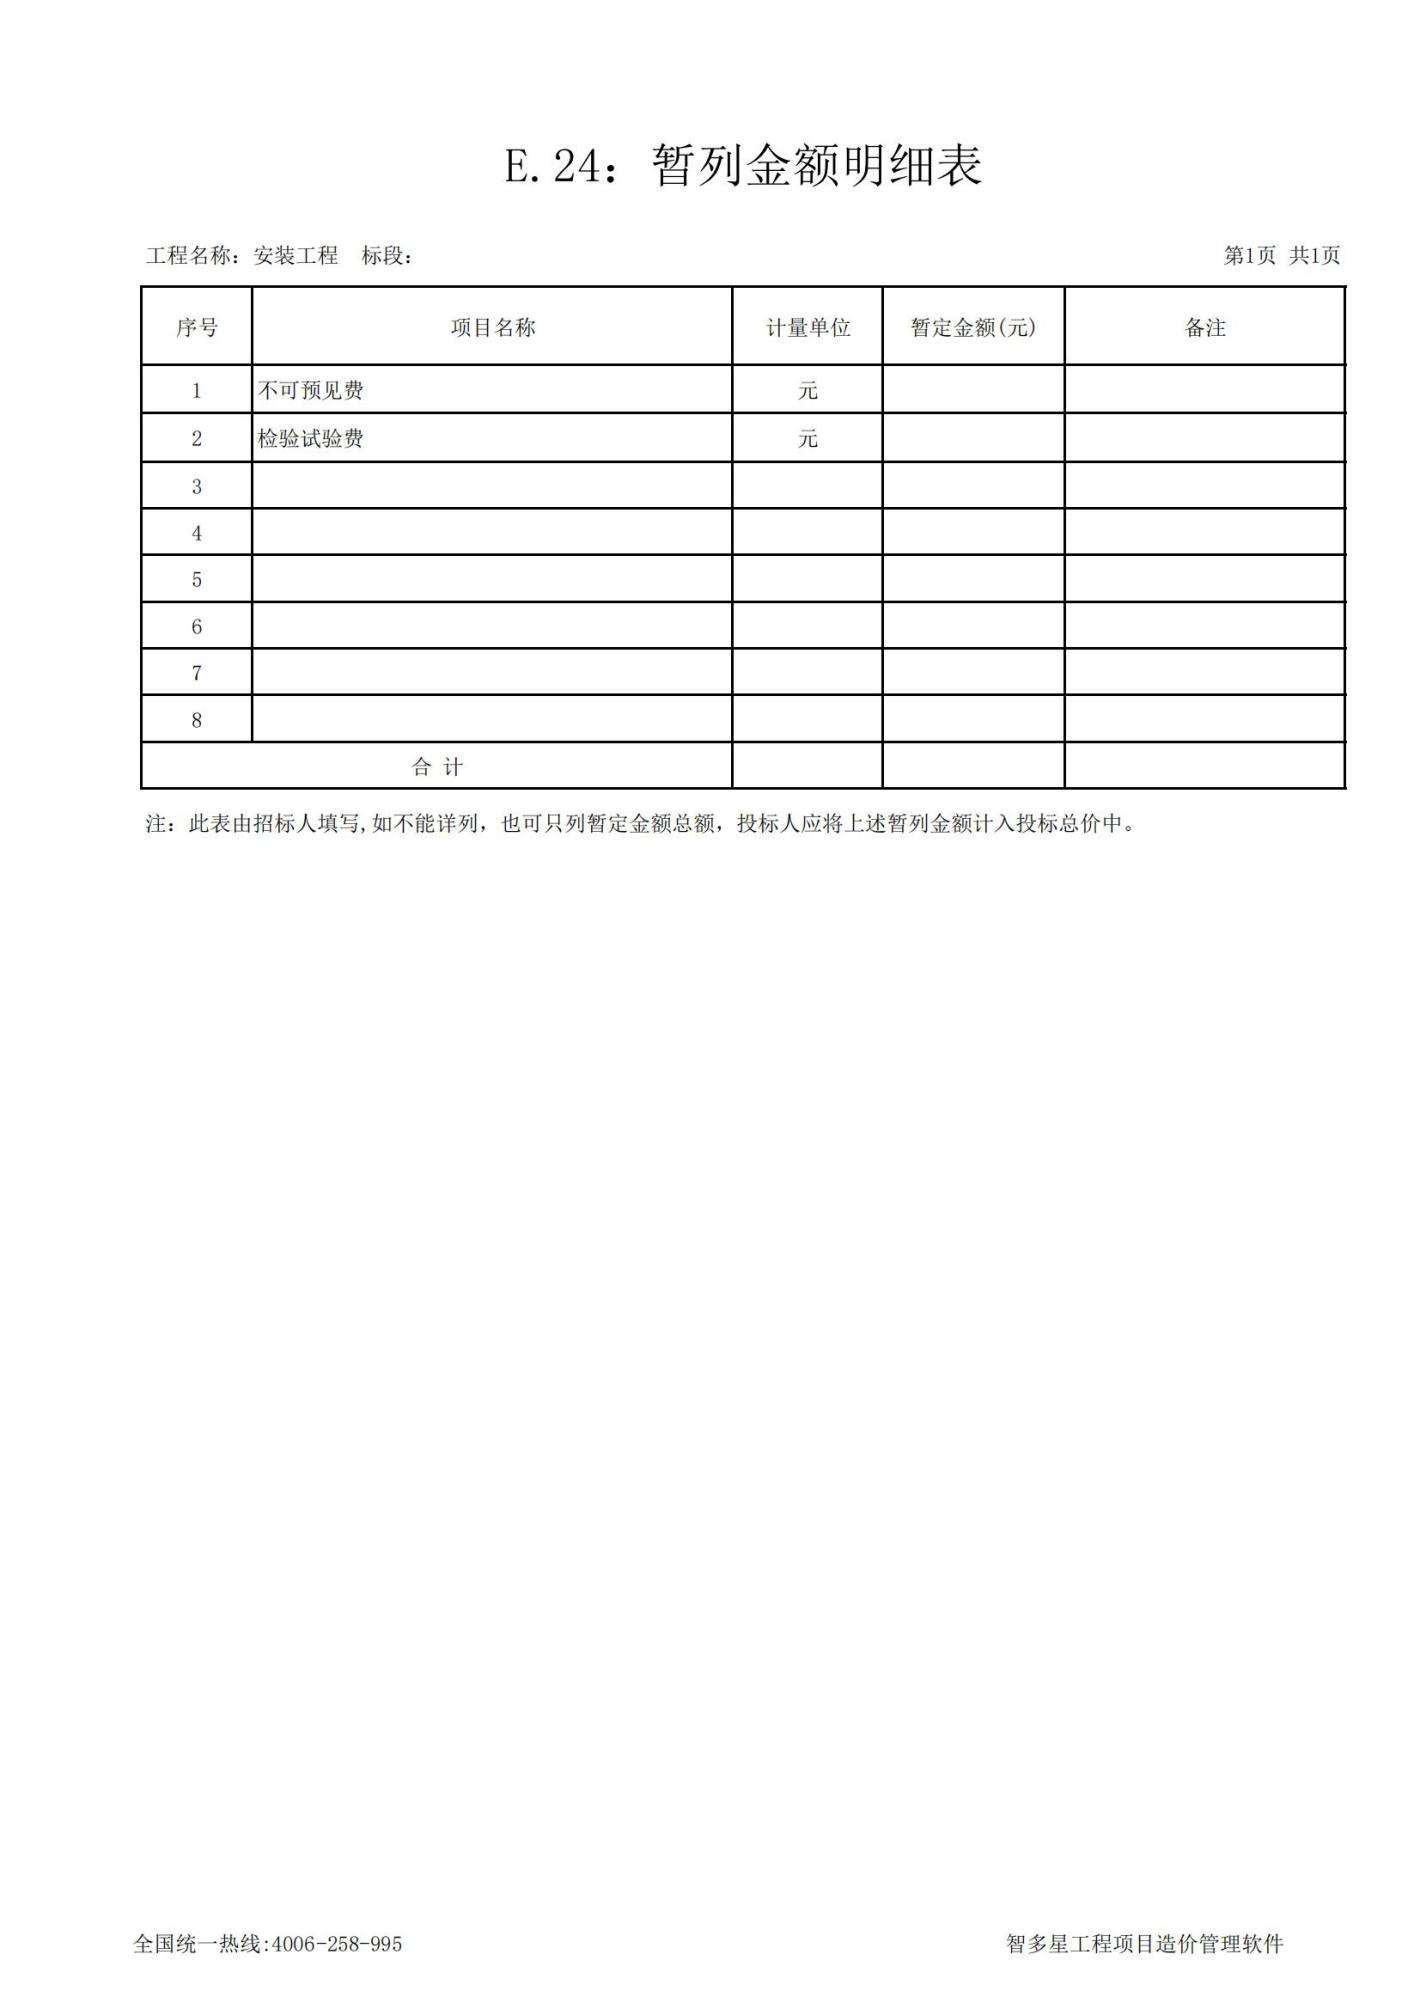 E.24：暂列金额明细表
工程名称：安装工程 标段： 第1页 共1页
序号 项目名称 计量单位 暂定金额(元) 备注
1 不可预见费 元
2 检验试验费 元
3
4
5
6
7
8
合 计
注：此表由招标人填写,如不能详列，也可只列暂定金额总额，投标人应将上述暂列金额计入投标总价中。
全国统一热线:4006-258-995 智多星工程项目造价管理软件